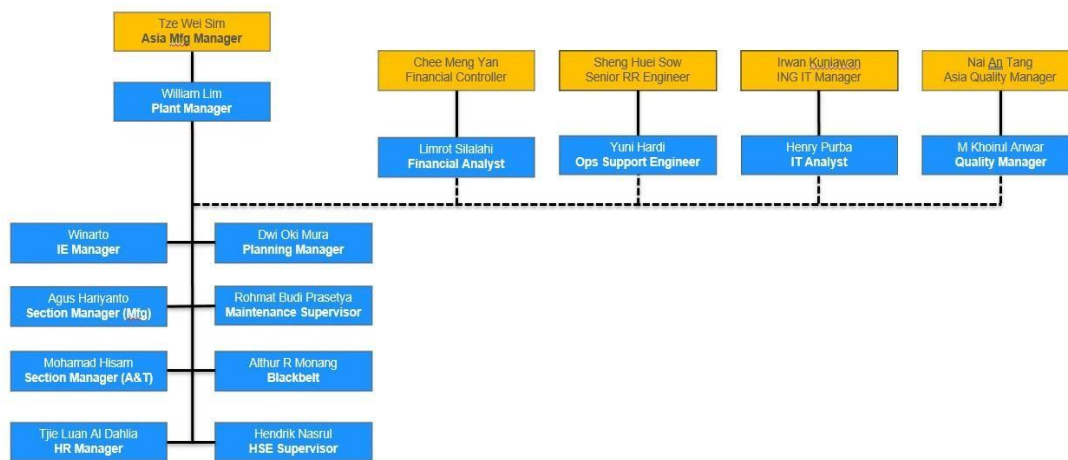 Tze Wei Sim
Asia Mfg Manager
William Lim
Plant Manager
Chee Meng Yan
Financial Controller
Sheng Huei Sow
Senior RR Engineer
Irwan Kuniawan
ING IT Manager
Nai An Tang
Asia Quality Manager
Limrot Silalahi
Financial Analyst
Yuni Hardi
Ops Support Engineer
Henry Purba
IT Analyst
M Khoirul Anwar
Quality Manager
Winarto
IE Manager
Dwi Oki Mura
Planning Manager
Agus Hariyanto
Section Manager (Mfg)
Rohmat Budi Prasetya
Maintenance Supervisor
Mohamad Hisam
Section Manager (A&T)
Althur R Monang
Blackbelt
Tjie Luan Al Dahlia
HR Manager
Hendrik Nasrul
HSE Supervisor